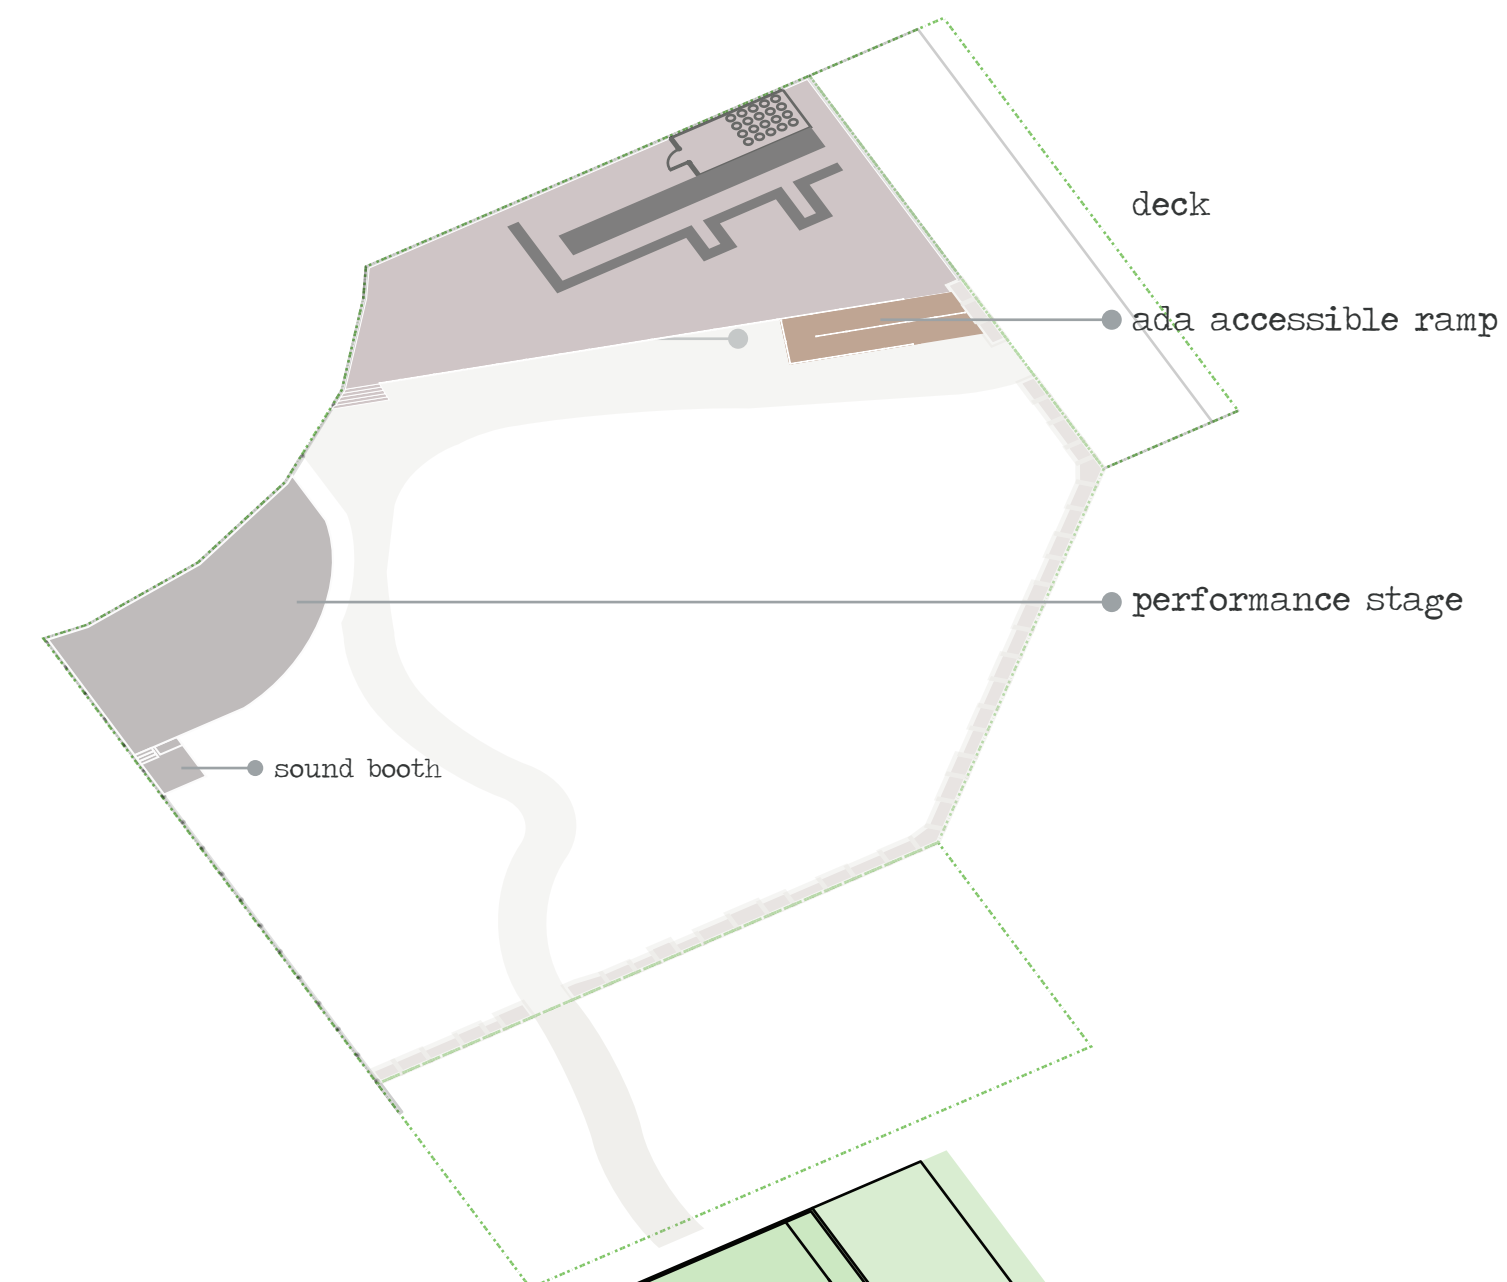 deck
ada accessible ramp
performance stage
sound booth